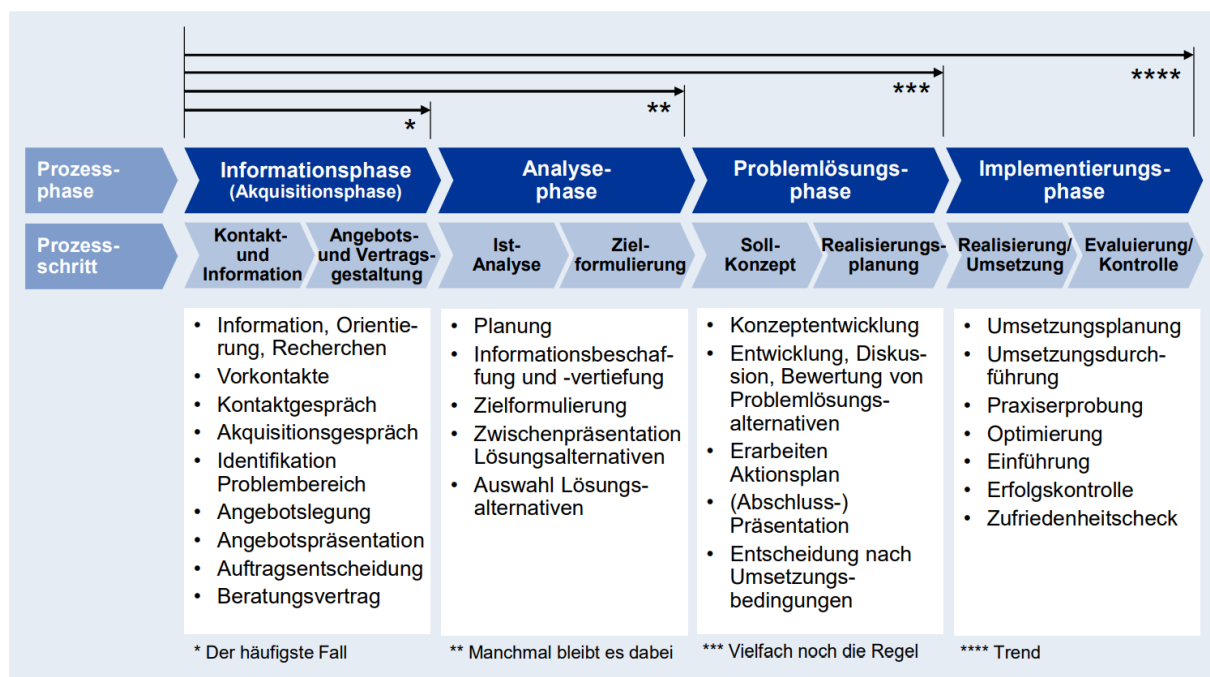 ****
***
**
*
Prozess-
phase
Informationsphase
(Akquisitionsphase)
Analyse-
phase
Problemlösungs-
phase
Implementierungs-
phase
Prozess-
schritt
Kontakt-
und
Information
Angebots-
und Vertrags-
gestaltung
Ist-
Analyse
Ziel-
formulierung
Soll-
Konzept
Realisierungs-
planung
Realisierung/
Umsetzung
Evaluierung/
Kontrolle
• Information, Orientie-
rung, Recherchen
• Vorkontakte
• Kontaktgespräch
• Akquisitionsgespräch
• Identifikation
Problembereich
• Angebotslegung
• Angebotspräsentation
• Auftragsentscheidung
• Beratungsvertrag
• Planung
• Informationsbeschaf-
fung und -vertiefung
• Zielformulierung
• Zwischenpräsentation
Lösungsalternativen
• Auswahl Lösungs-
alternativen
• Konzeptentwicklung
• Entwicklung, Diskus-
sion, Bewertung von
Problemlösungs-
alternativen
• Erarbeiten
Aktionsplan
• (Abschluss-)
Präsentation
• Entscheidung nach
Umsetzungs-
bedingungen
• Umsetzungsplanung
• Umsetzungsdurch-
führung
• Praxiserprobung
• Optimierung
• Einführung
• Erfolgskontrolle
• Zufriedenheitscheck
* Der häufigste Fall
** Manchmal bleibt es dabei
*** Vielfach noch die Regel
**** Trend